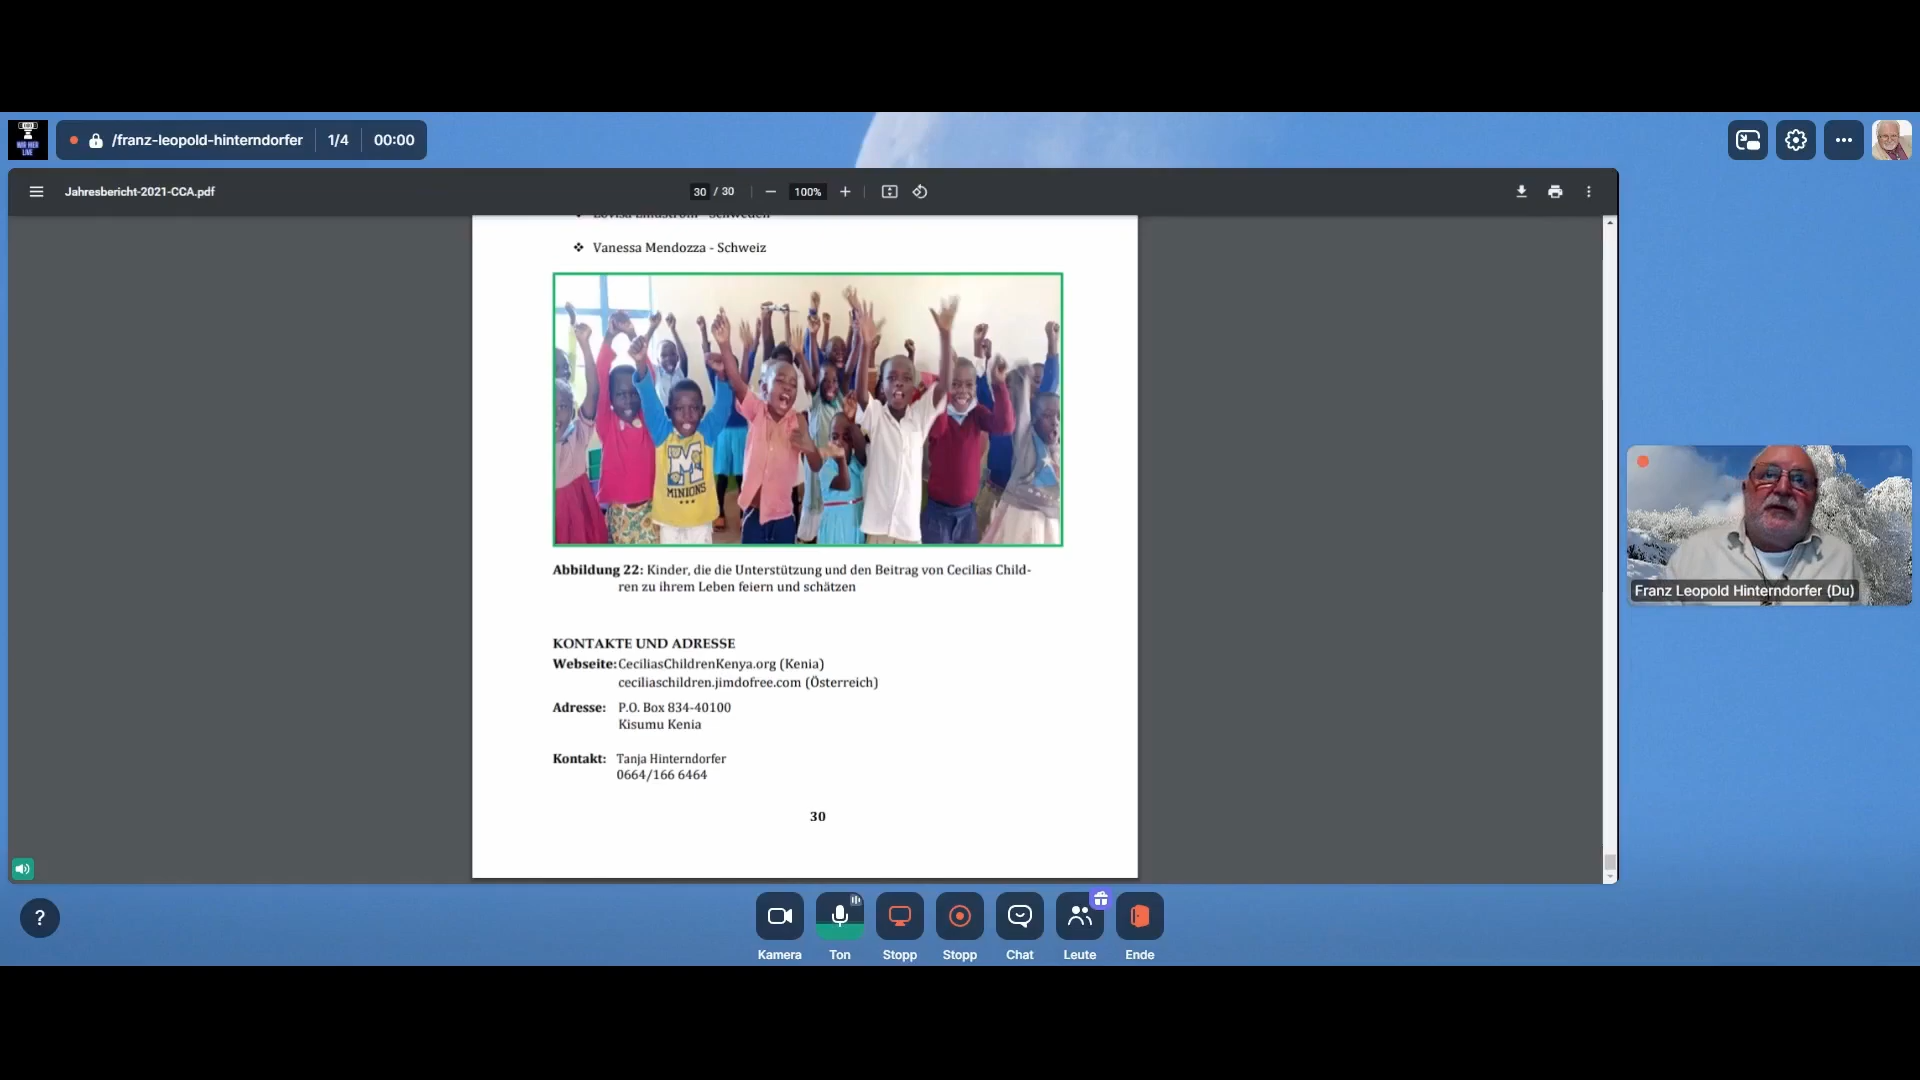 /franz-leopold-hinterndorfer 1/4 00:00
Jahresbericht-2021-CCA.pdf 30 / 30 100%
Vanessa Mendozza - Schweiz
M
MINIONS
Abbildung 22: Kinder, die die Unterstützung und den Beitrag von Cecilias Child-
ren zu ihrem Leben feiern und schätzen
KONTAKTE UND ADRESSE
Webseite: CeciliasChildrenKenya.org (Kenia)
ceciliaschildren.jimdofree.com (Österreich)
Adresse: P.O. Box 834-40100
Kisumu Kenia
Kontakt: Tanja Hinterndorfer
0664/166 6464
30
Franz Leopold Hinterndorfer (Du)
?
Kamera Ton Stopp Stopp Chat Leute Ende